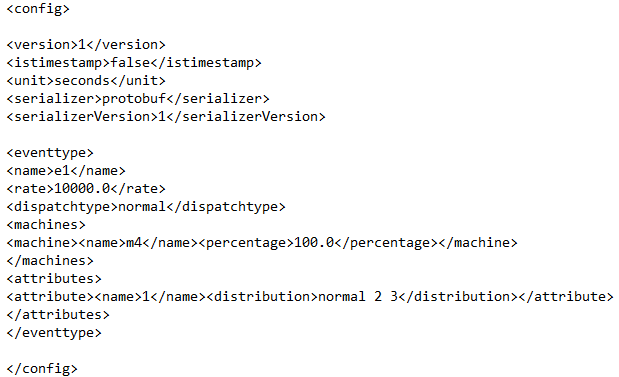 <config>
<version>1</version>
<istimestamp>false</istimestamp>
<unit>seconds</unit>
<serializer>protobuf</serializer>
<serializerVersion>1</serializerVersion>
<eventtype>
<name>e1</name>
<rate>10000.0</rate>
<dispatchtype>normal</dispatchtype>
<machines>
<machine><name>m4</name><percentage>100.0</percentage></machine>
</machines>
<attributes>
<attribute><name>1</name><distribution>normal 2 3</distribution></attribute>
</attributes>
</eventtype>
</config>